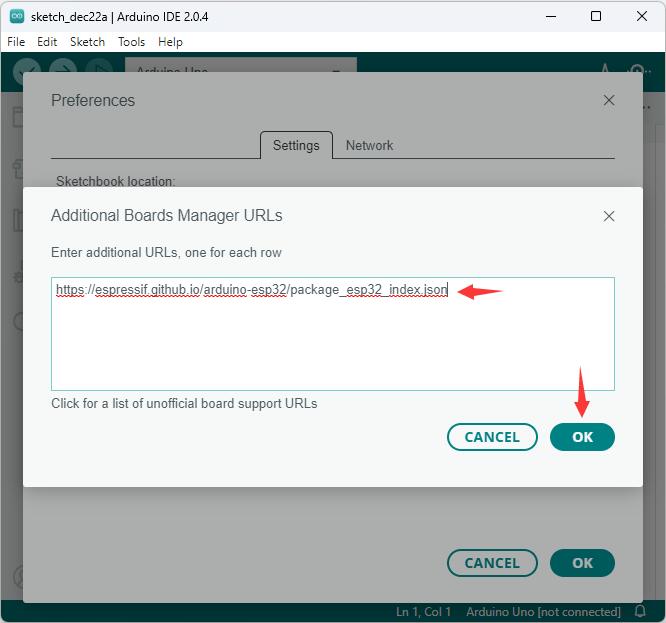 sketch_dec22a | Arduino IDE 2.0.4
File Edit Sketch Tools Help
Arduino Uno
Preferences
Settings Network
Sketchbook location:
Additional Boards Manager URLs
Enter additional URLs, one for each row
https://espressif.github.io/arduino-esp32/package_esp32_index.json
Click for a list of unofficial board support URLs
CANCEL OK
CANCEL OK
Ln 1, Col 1 Arduino Uno [not connected]